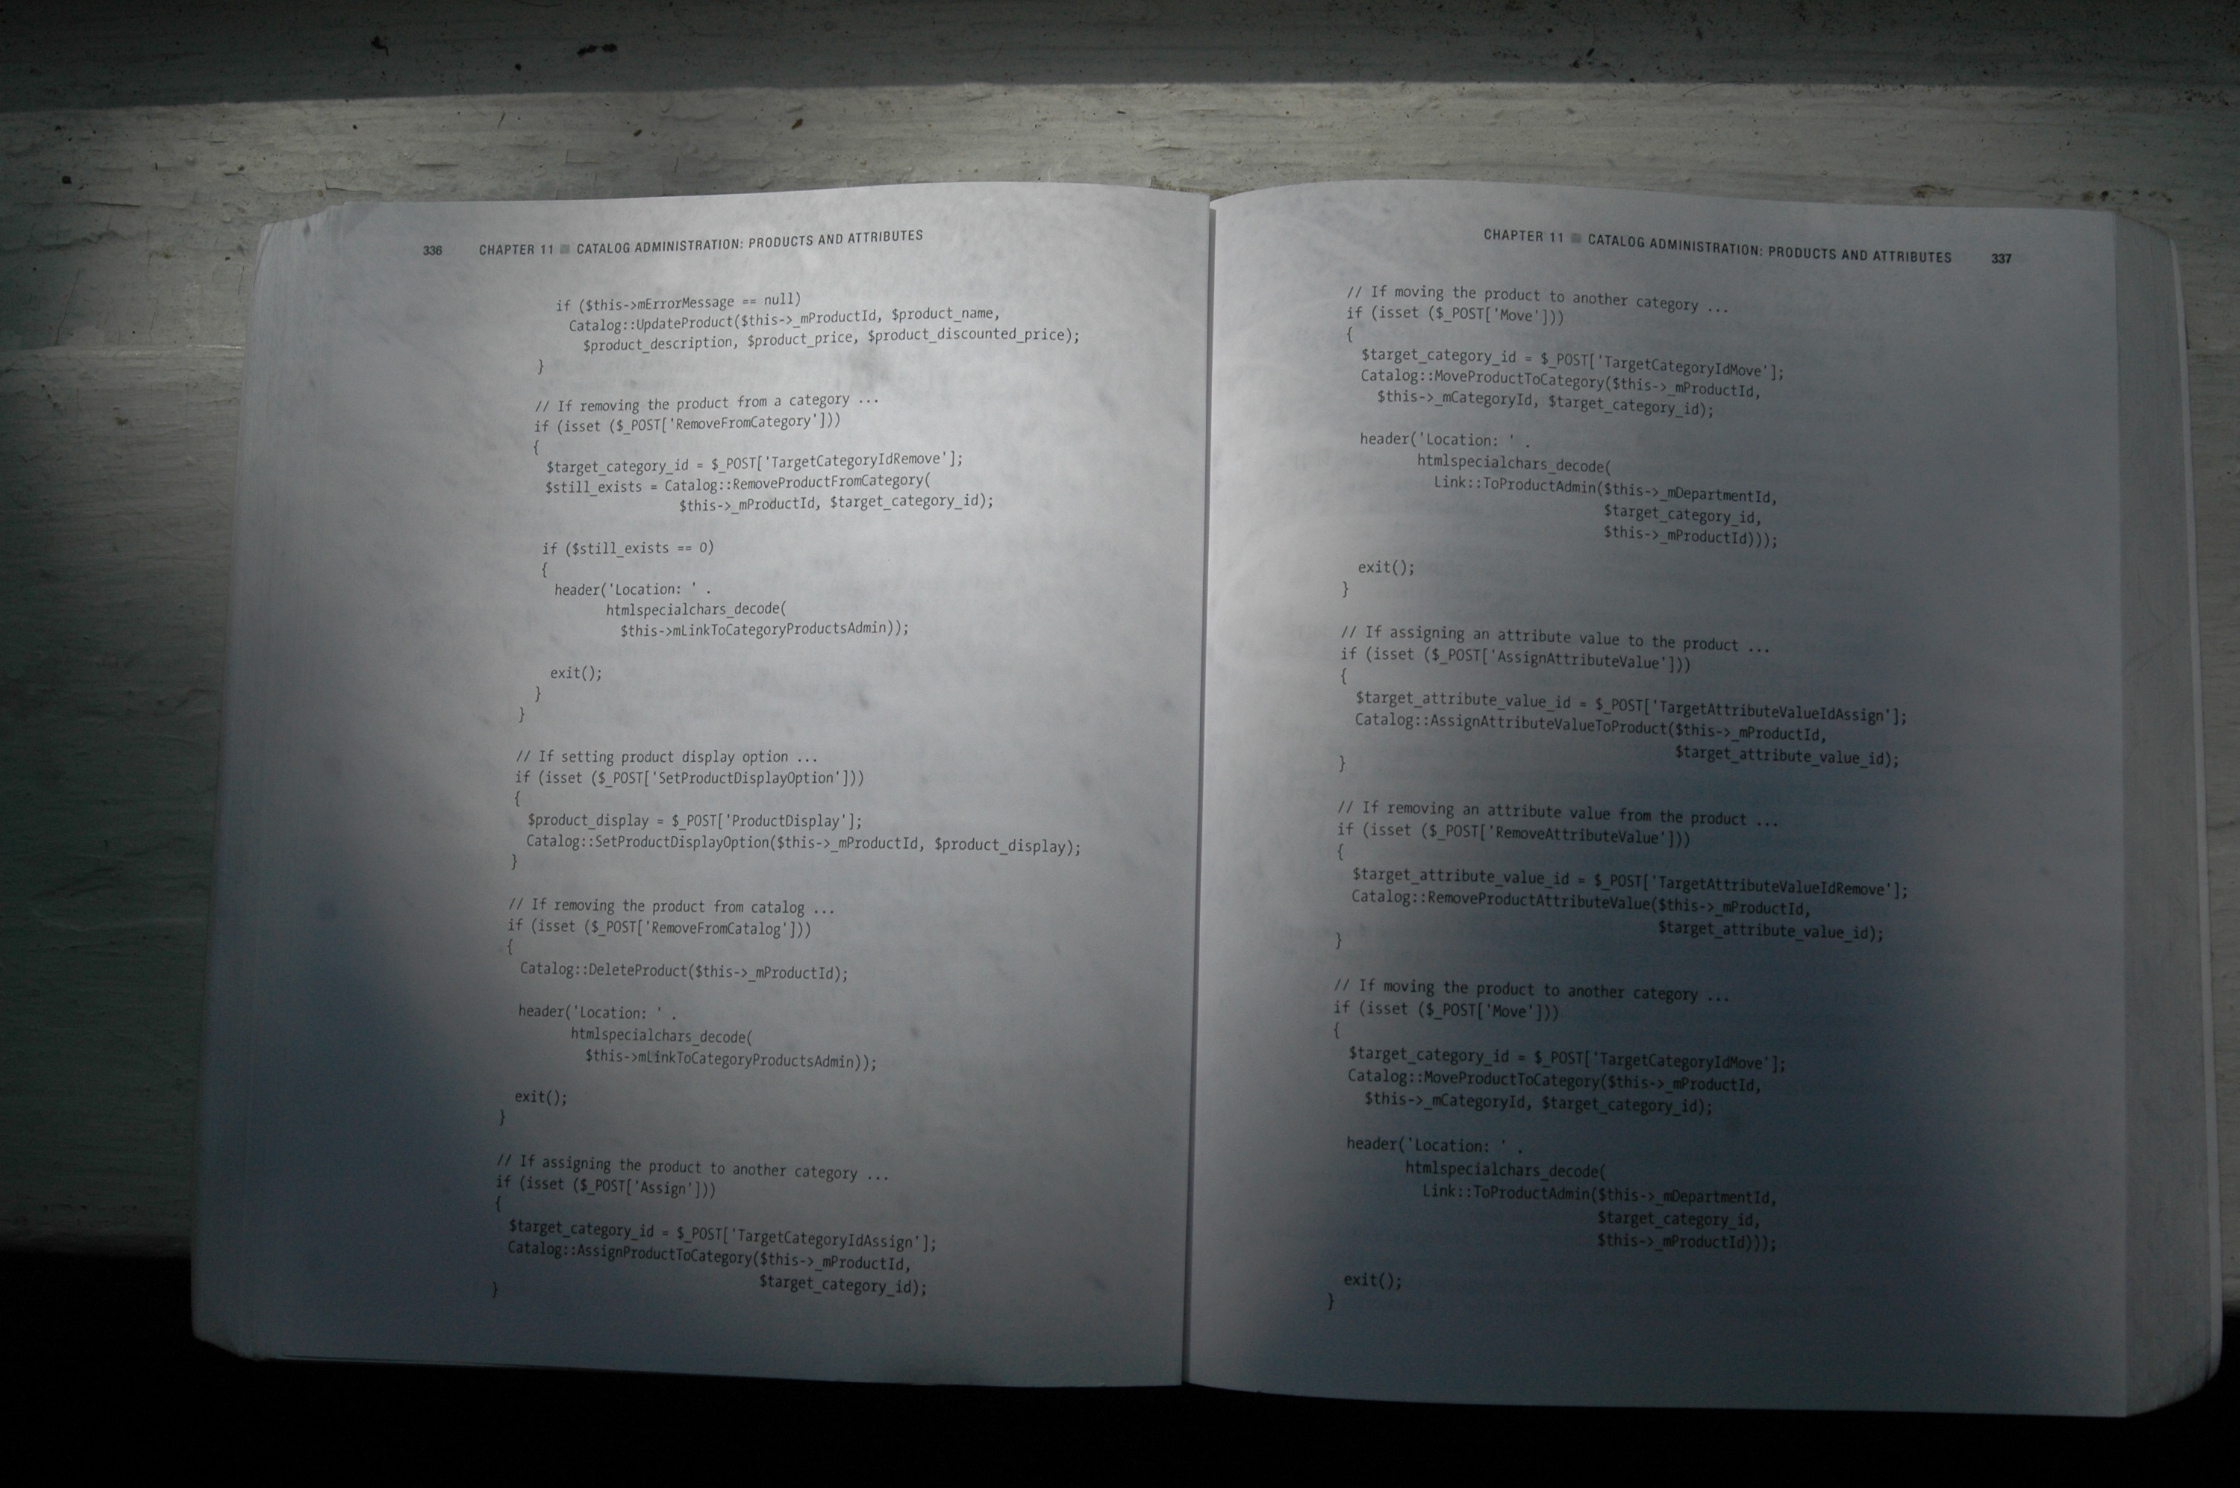 336 CHAPTER 11 ■ CATALOG ADMINISTRATION: PRODUCTS AND ATTRIBUTES
if ($this->mErrorMessage == null)
Catalog::UpdateProduct($this->_mProductId, $product_name,
$product_description, $product_price, $product_discounted_price);
}
// If removing the product from a category ...
if (isset ($_POST['RemoveFromCategory']))
{
$target_category_id = $_POST['TargetCategoryIdRemove'];
$still_exists = Catalog::RemoveProductFromCategory(
$this->_mProductId, $target_category_id);
if ($still_exists == 0)
{
header('Location: ' .
htmlspecialchars_decode(
$this->mLinkToCategoryProductsAdmin));
exit();
}
}
// If setting product display option ...
if (isset ($_POST['SetProductDisplayOption']))
{
$product_display = $_POST['ProductDisplay'];
Catalog::SetProductDisplayOption($this->_mProductId, $product_display);
}
// If removing the product from catalog ...
if (isset ($_POST['RemoveFromCatalog']))
{
Catalog::DeleteProduct($this->_mProductId);
header('Location: ' .
htmlspecialchars_decode(
$this->mLinkToCategoryProductsAdmin));
exit();
}
// If assigning the product to another category ...
if (isset ($_POST['Assign']))
{
$target_category_id = $_POST['TargetCategoryIdAssign'];
Catalog::AssignProductToCategory($this->_mProductId,
$target_category_id);
}
CHAPTER 11 ■ CATALOG ADMINISTRATION: PRODUCTS AND ATTRIBUTES 337
// If moving the product to another category ...
if (isset ($_POST['Move']))
{
$target_category_id = $_POST['TargetCategoryIdMove'];
Catalog::MoveProductToCategory($this->_mProductId,
$this->_mCategoryId, $target_category_id);
header('Location: ' .
htmlspecialchars_decode(
Link::ToProductAdmin($this->_mDepartmentId,
$target_category_id,
$this->_mProductId)));
exit();
}
// If assigning an attribute value to the product ...
if (isset ($_POST['AssignAttributeValue']))
{
$target_attribute_value_id = $_POST['TargetAttributeValueIdAssign'];
Catalog::AssignAttributeValueToProduct($this->_mProductId,
$target_attribute_value_id);
}
// If removing an attribute value from the product ...
if (isset ($_POST['RemoveAttributeValue']))
{
$target_attribute_value_id = $_POST['TargetAttributeValueIdRemove'];
Catalog::RemoveProductAttributeValue($this->_mProductId,
$target_attribute_value_id);
}
// If moving the product to another category ...
if (isset ($_POST['Move']))
{
$target_category_id = $_POST['TargetCategoryIdMove'];
Catalog::MoveProductToCategory($this->_mProductId,
$this->_mCategoryId, $target_category_id);
header('Location: ' .
htmlspecialchars_decode(
Link::ToProductAdmin($this->_mDepartmentId,
$target_category_id,
$this->_mProductId)));
exit();
}